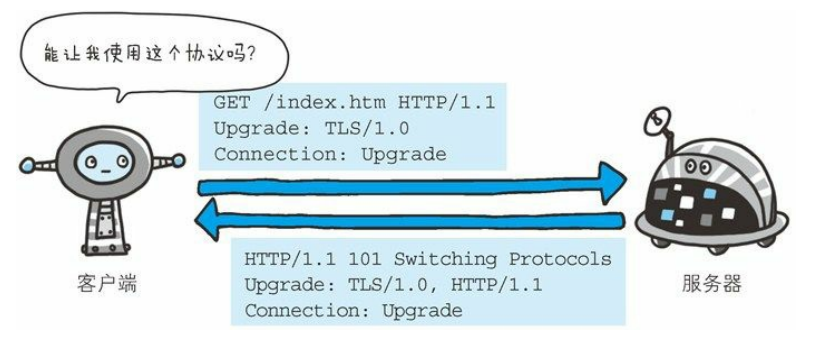 能让我使用这个协议吗?
GET /index.htm HTTP/1.1
Upgrade: TLS/1.0
Connection: Upgrade
HTTP/1.1 101 Switching Protocols
Upgrade: TLS/1.0, HTTP/1.1
Connection: Upgrade
客户端
服务器